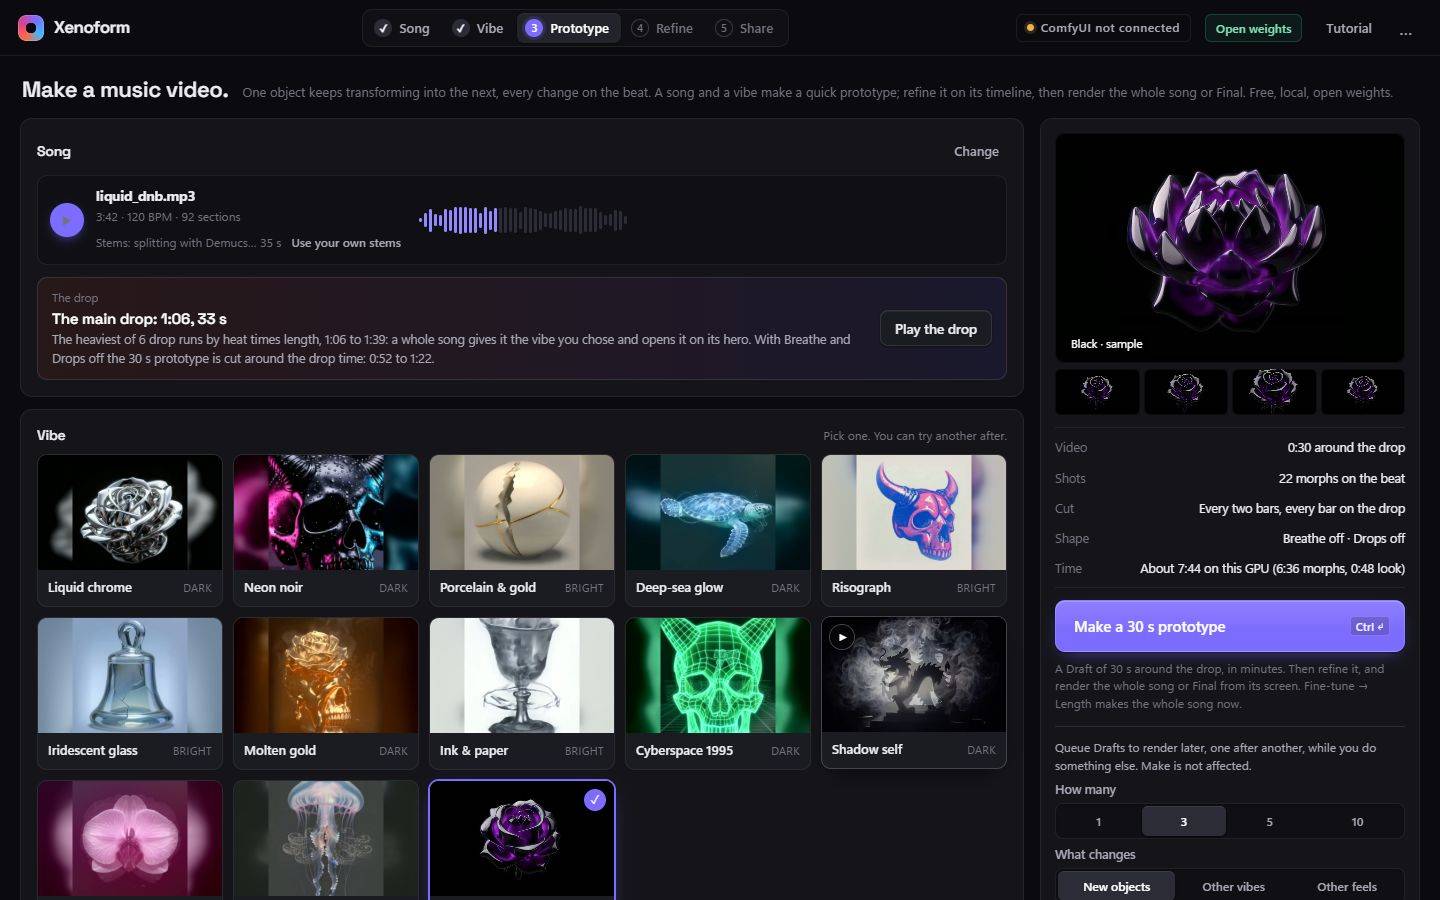 Xenoform
✓ Song
✓ Vibe
3 Prototype
4 Refine
5 Share
ComfyUI not connected
Open weights
Tutorial
...
Make a music video.
One object keeps transforming into the next, every change on the beat. A song and a vibe make a quick prototype; refine it on its timeline, then render the whole song or Final. Free, local, open weights.
Song
Change
liquid_dnb.mp3
3:42 · 120 BPM · 92 sections
Stems: splitting with Demucs... 35 s Use your own stems
The drop
The main drop: 1:06, 33 s
The heaviest of 6 drop runs by heat times length, 1:06 to 1:39: a whole song gives it the vibe you chose and opens it on its hero. With Breathe and
Drops off the 30 s prototype is cut around the drop time: 0:52 to 1:22.
Play the drop
Vibe
Pick one. You can try another after.
Liquid chrome DARK
Neon noir DARK
Porcelain & gold BRIGHT
Deep-sea glow DARK
Risograph BRIGHT
Iridescent glass BRIGHT
Molten gold DARK
Ink & paper BRIGHT
Cyberspace 1995 DARK
Shadow self DARK
Black · sample
Video 0:30 around the drop
Shots 22 morphs on the beat
Cut Every two bars, every bar on the drop
Shape Breathe off · Drops off
Time About 7:44 on this GPU (6:36 morphs, 0:48 look)
Make a 30 s prototype Ctrl ↵
A Draft of 30 s around the drop, in minutes. Then refine it, and
render the whole song or Final from its screen. Fine-tune →
Length makes the whole song now.
Queue Drafts to render later, one after another, while you do
something else. Make is not affected.
How many
1 3 5 10
What changes
New objects Other vibes Other feels